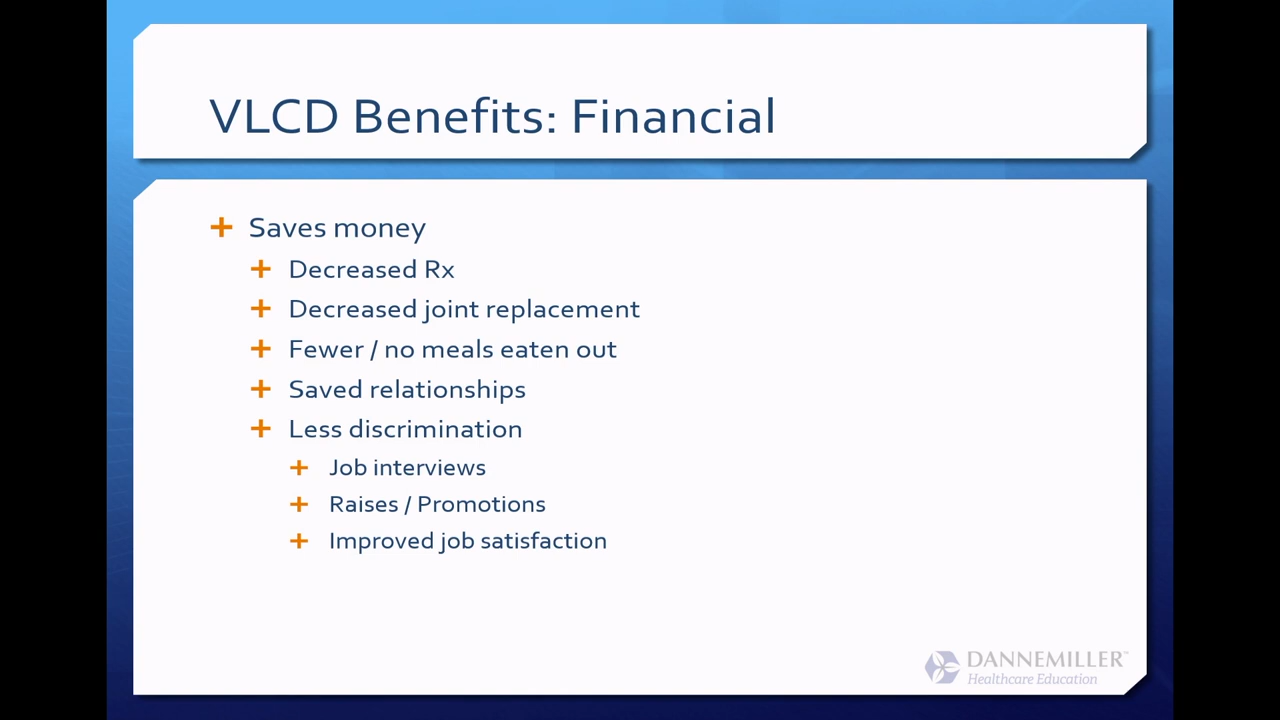 VLCD Benefits: Financial
Saves money
Decreased Rx
Decreased joint replacement
Fewer / no meals eaten out
Saved relationships
Less discrimination
Job interviews
Raises / Promotions
Improved job satisfaction
DANNEMILLER™
Healthcare Education